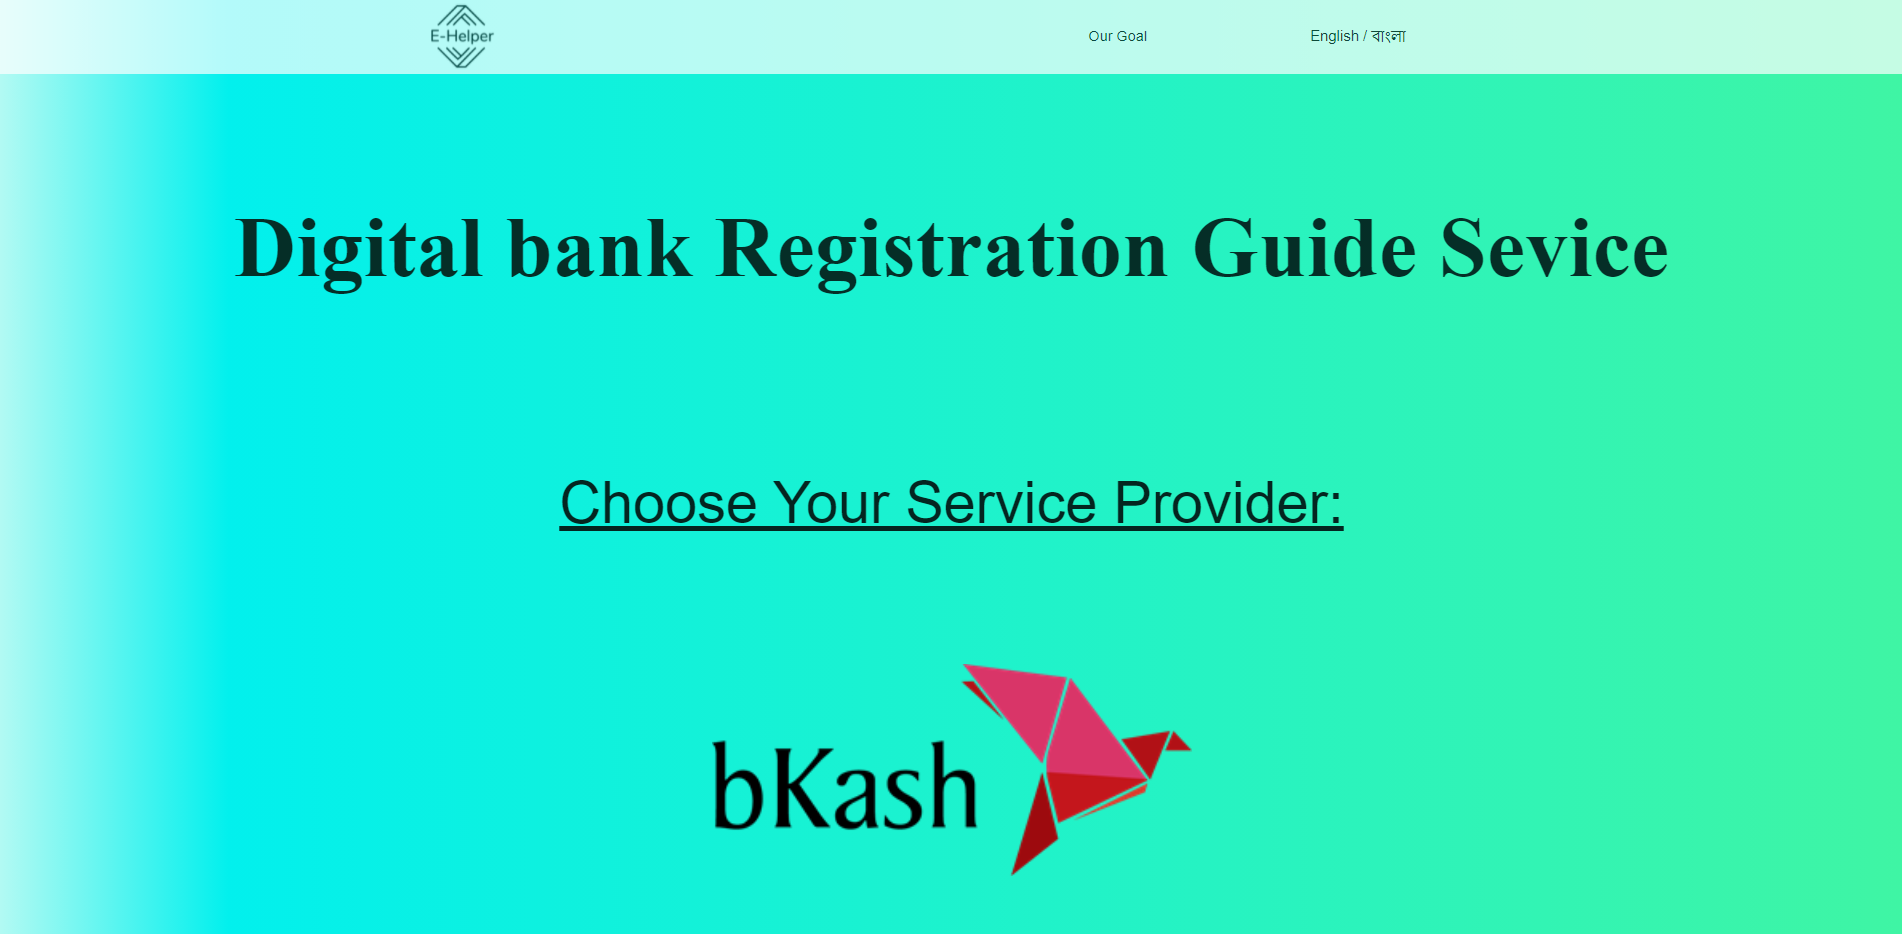 E-Helper
Our Goal
English / বাংলা
Digital bank Registration Guide Sevice
Choose Your Service Provider:
bKash